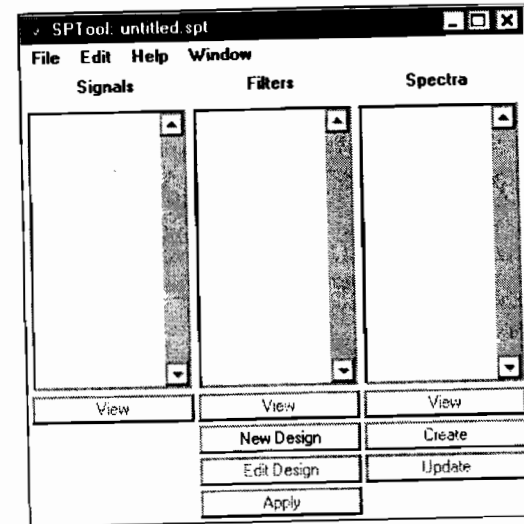 SPTool: untitled.spt
File Edit Help Window
Signals Filters Spectra
View View View
New Design Create
Edit Design Update
Apply